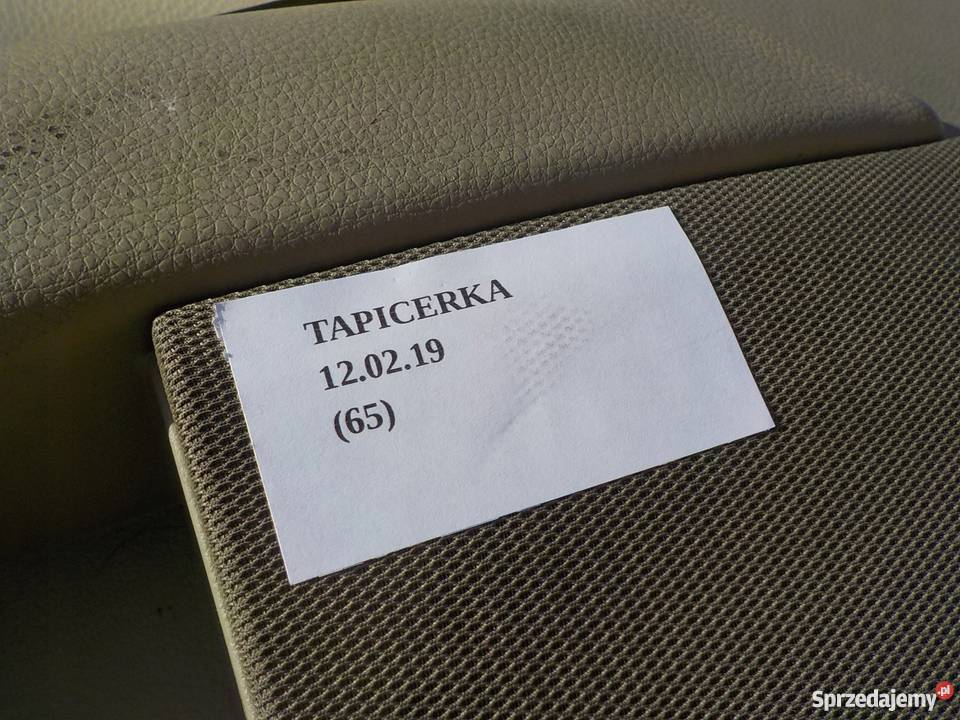 TAPICERKA
12.02.19
(65)
Sprzedajemy.pl